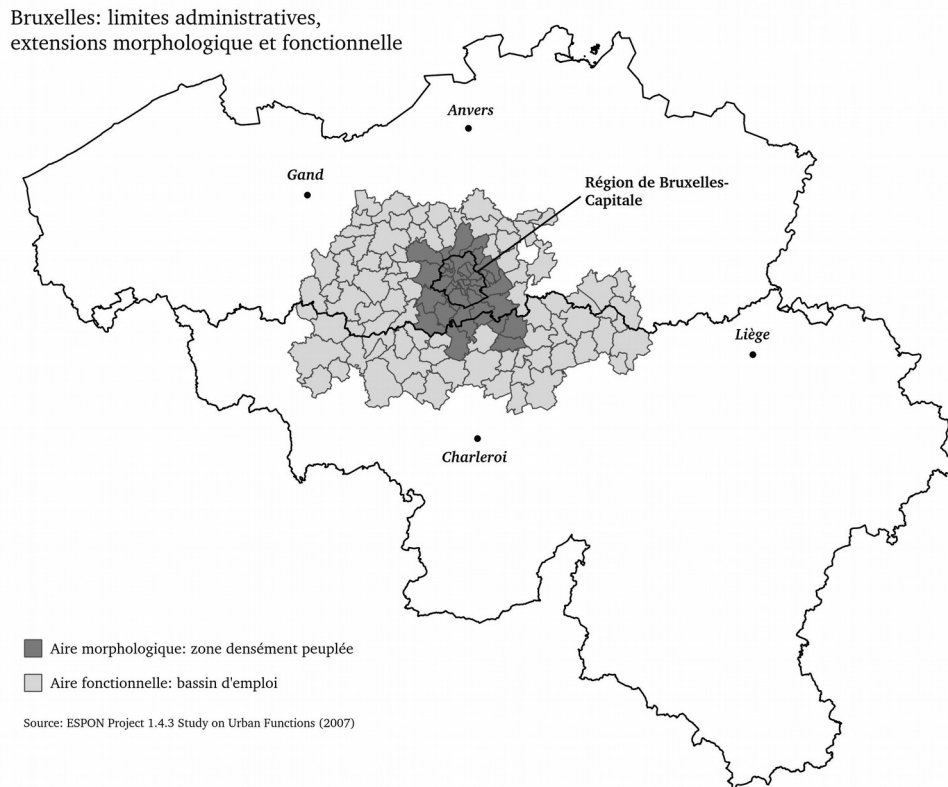 Bruxelles: limites administratives,
extensions morphologique et fonctionnelle
Anvers
Gand
Région de Bruxelles-
Capitale
Liège
Charleroi
Aire morphologique: zone densément peuplée
Aire fonctionnelle: bassin d'emploi
Source: ESPON Project 1.4.3 Study on Urban Functions (2007)